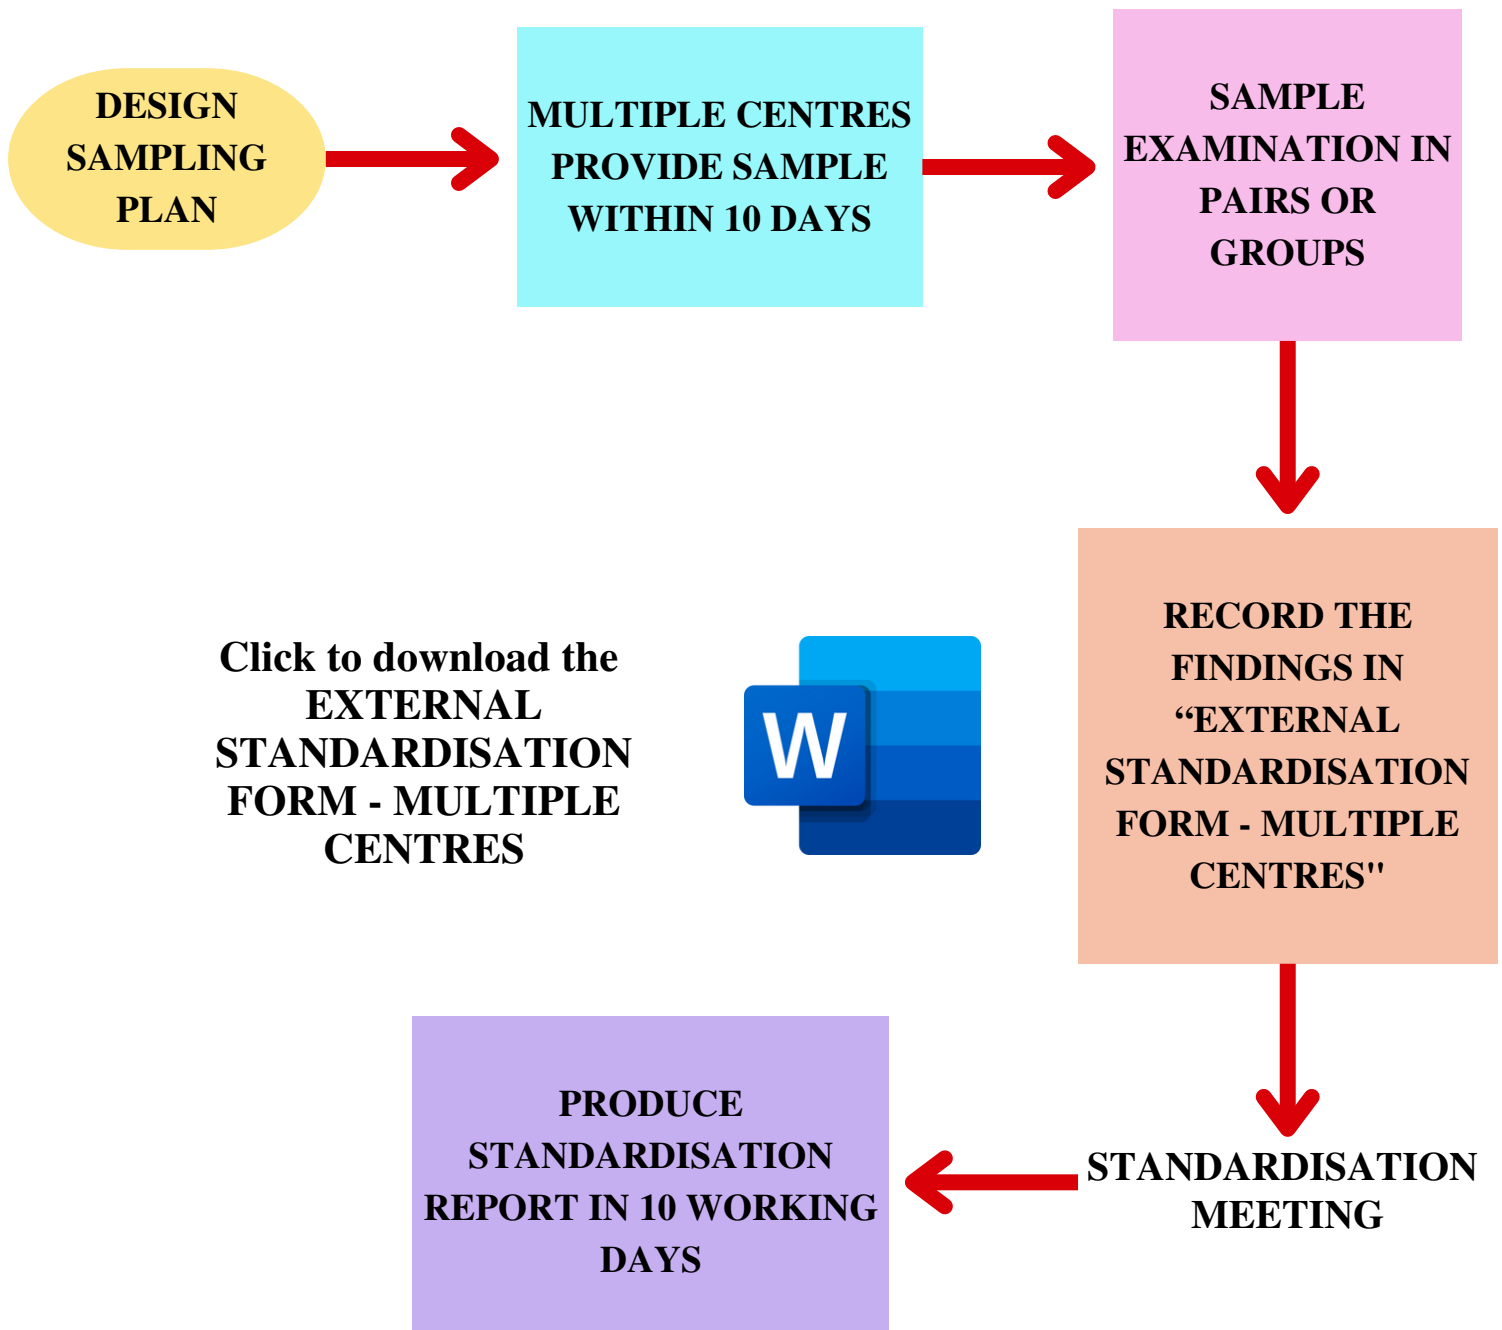 DESIGN
SAMPLING
PLAN
MULTIPLE CENTRES
PROVIDE SAMPLE
WITHIN 10 DAYS
SAMPLE
EXAMINATION IN
PAIRS OR
GROUPS
RECORD THE
FINDINGS IN
“EXTERNAL
STANDARDISATION
FORM - MULTIPLE
CENTRES"
Click to download the
EXTERNAL
STANDARDISATION
FORM - MULTIPLE
CENTRES
W
STANDARDISATION
MEETING
PRODUCE
STANDARDISATION
REPORT IN 10 WORKING
DAYS